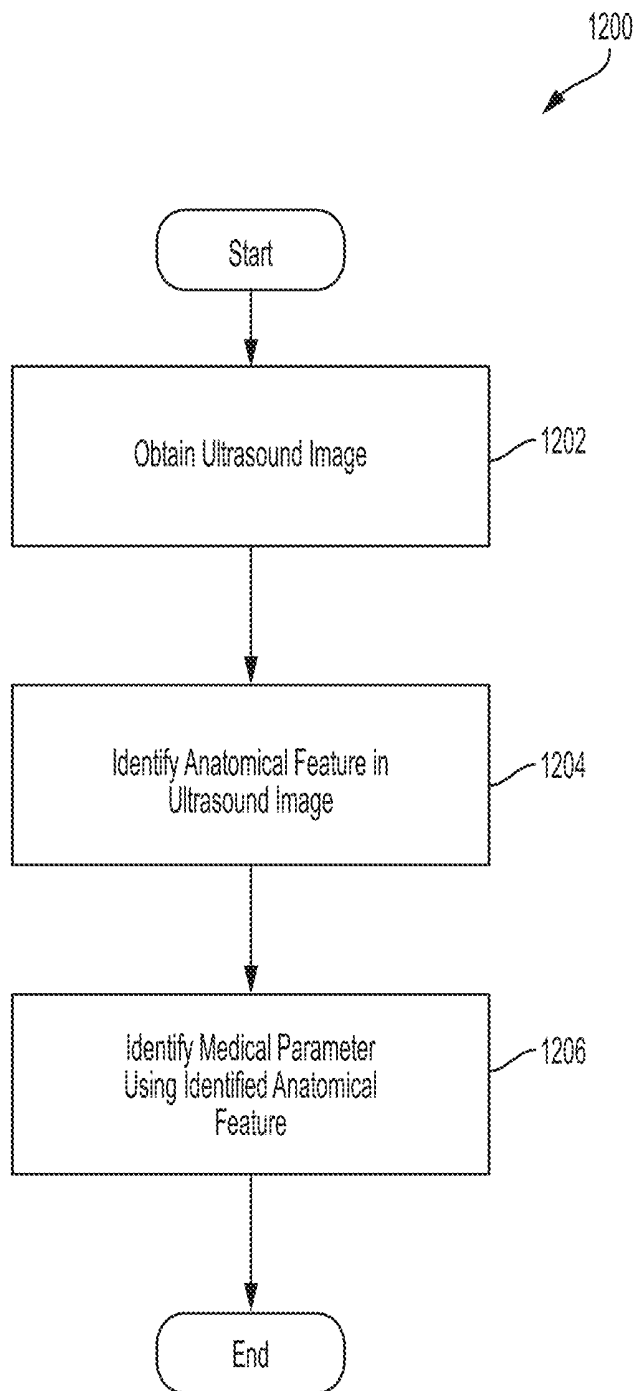 1200
Start
Obtain Ultrasound Image
1202
Identify Anatomical Feature in
Ultrasound Image
1204
Identify Medical Parameter
Using Identified Anatomical
Feature
1206
End